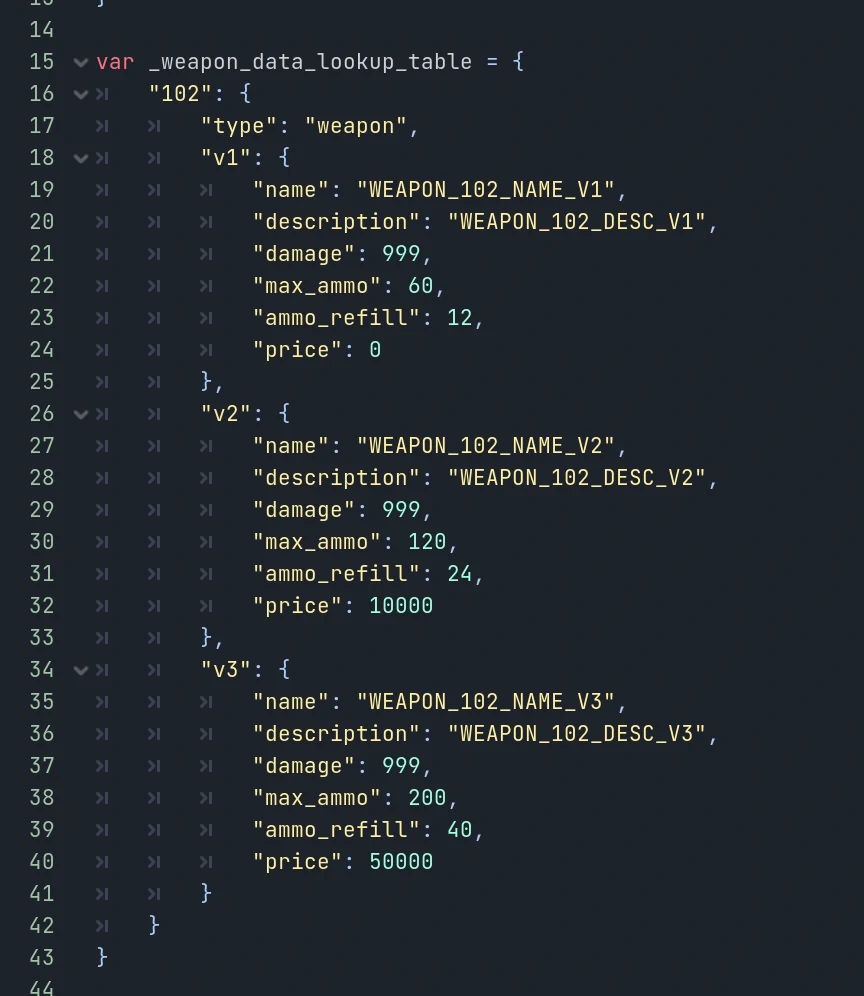 14
15 var _weapon_data_lookup_table = {
16 "102": {
17 "type": "weapon",
18 "v1": {
19 "name": "WEAPON_102_NAME_V1",
20 "description": "WEAPON_102_DESC_V1",
21 "damage": 999,
22 "max_ammo": 60,
23 "ammo_refill": 12,
24 "price": 0
25 },
26 "v2": {
27 "name": "WEAPON_102_NAME_V2",
28 "description": "WEAPON_102_DESC_V2",
29 "damage": 999,
30 "max_ammo": 120,
31 "ammo_refill": 24,
32 "price": 10000
33 },
34 "v3": {
35 "name": "WEAPON_102_NAME_V3",
36 "description": "WEAPON_102_DESC_V3",
37 "damage": 999,
38 "max_ammo": 200,
39 "ammo_refill": 40,
40 "price": 50000
41 }
42 }
43 }
44